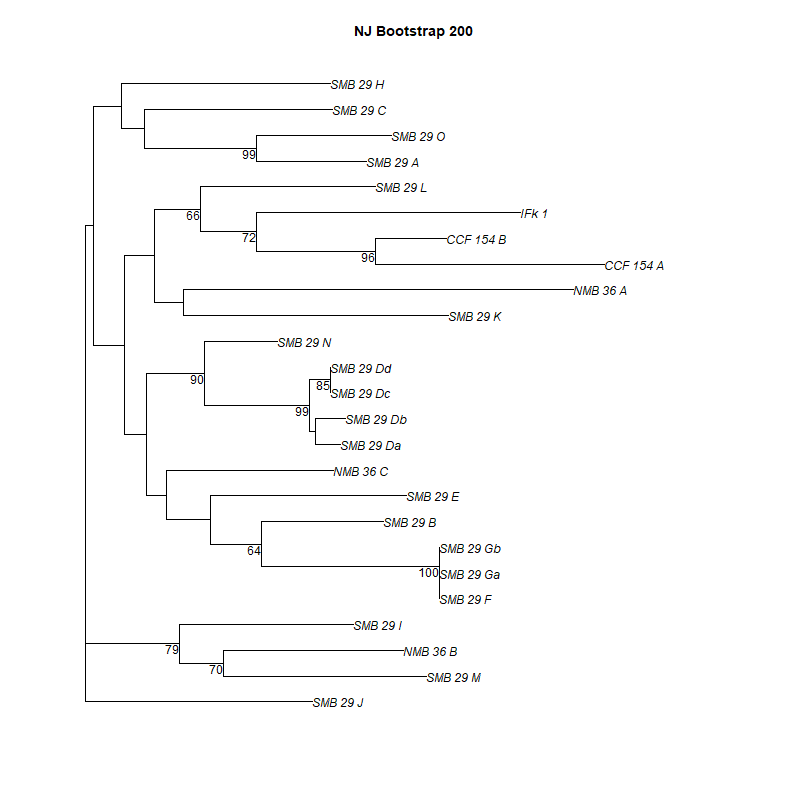 NJ Bootstrap 200
SMB 29 H
SMB 29 C
SMB 29 O
99
SMB 29 A
SMB 29 L
66
IFk 1
72
CCF 154 B
96
CCF 154 A
NMB 36 A
SMB 29 K
SMB 29 N
90
SMB 29 Dd
85
SMB 29 Dc
99
SMB 29 Db
SMB 29 Da
NMB 36 C
SMB 29 E
SMB 29 B
64
SMB 29 Gb
100
SMB 29 Ga
SMB 29 F
SMB 29 I
79
NMB 36 B
70
SMB 29 M
SMB 29 J